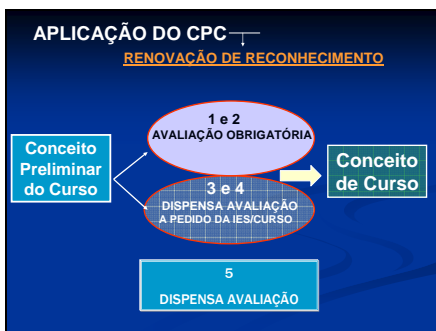 APLICAÇÃO DO CPC
RENOVAÇÃO DE RECONHECIMENTO
1 e 2
AVALIAÇÃO OBRIGATÓRIA
Conceito
Preliminar
do Curso
3 e 4
DISPENSA AVALIAÇÃO
A PEDIDO DA IES/CURSO
Conceito
de Curso
5
DISPENSA AVALIAÇÃO